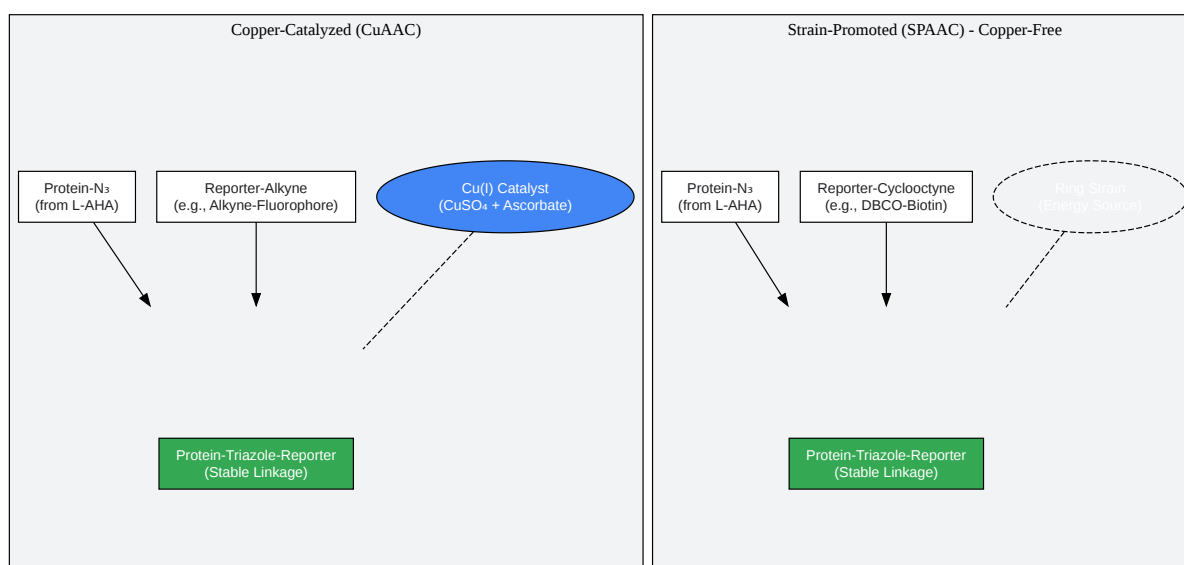 Copper-Catalyzed (CuAAC)
Protein-N₃
(from L-AHA)
Reporter-Alkyne
(e.g., Alkyne-Fluorophore)
Cu(I) Catalyst
(CuSO₄ + Ascorbate)
Protein-Triazole-Reporter
(Stable Linkage)
Strain-Promoted (SPAAC) - Copper-Free
Protein-N₃
(from L-AHA)
Reporter-Cyclooctyne
(e.g., DBCO-Biotin)
Ring Strain
(Energy Source)
Protein-Triazole-Reporter
(Stable Linkage)